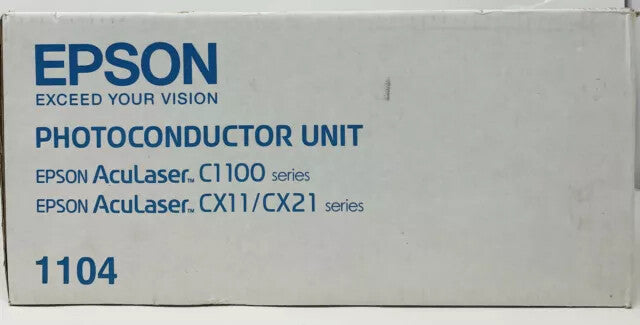 EPSON
EXCEED YOUR VISION
PHOTOCONDUCTOR UNIT
EPSON AcuLaser™ C1100 series
EPSON AcuLaser™ CX11/CX21 series
1104